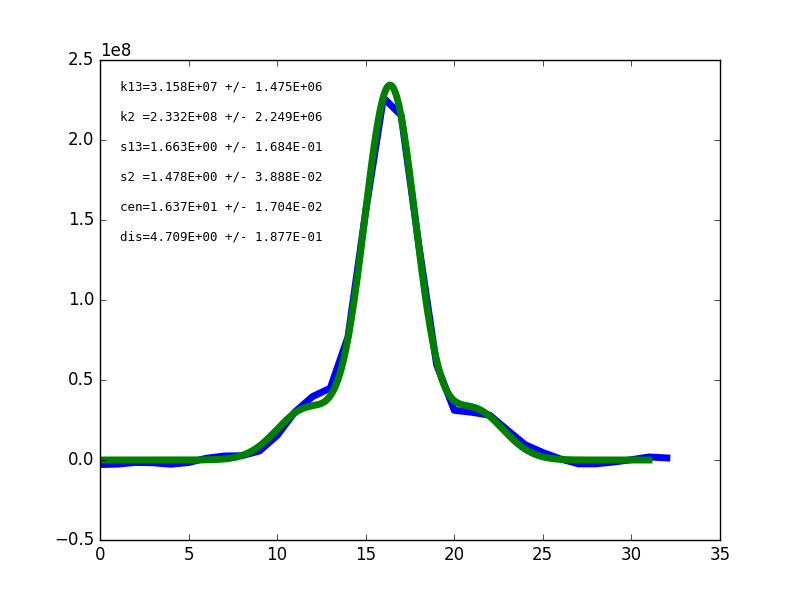 1e8
2.5
k13=3.158E+07 +/- 1.475E+06
k2 =2.332E+08 +/- 2.249E+06
2.0
s13=1.663E+00 +/- 1.684E-01
s2 =1.478E+00 +/- 3.888E-02
1.5
cen=1.637E+01 +/- 1.704E-02
dis=4.709E+00 +/- 1.877E-01
1.0
0.5
0.0
−0.5
0 5 10 15 20 25 30 35